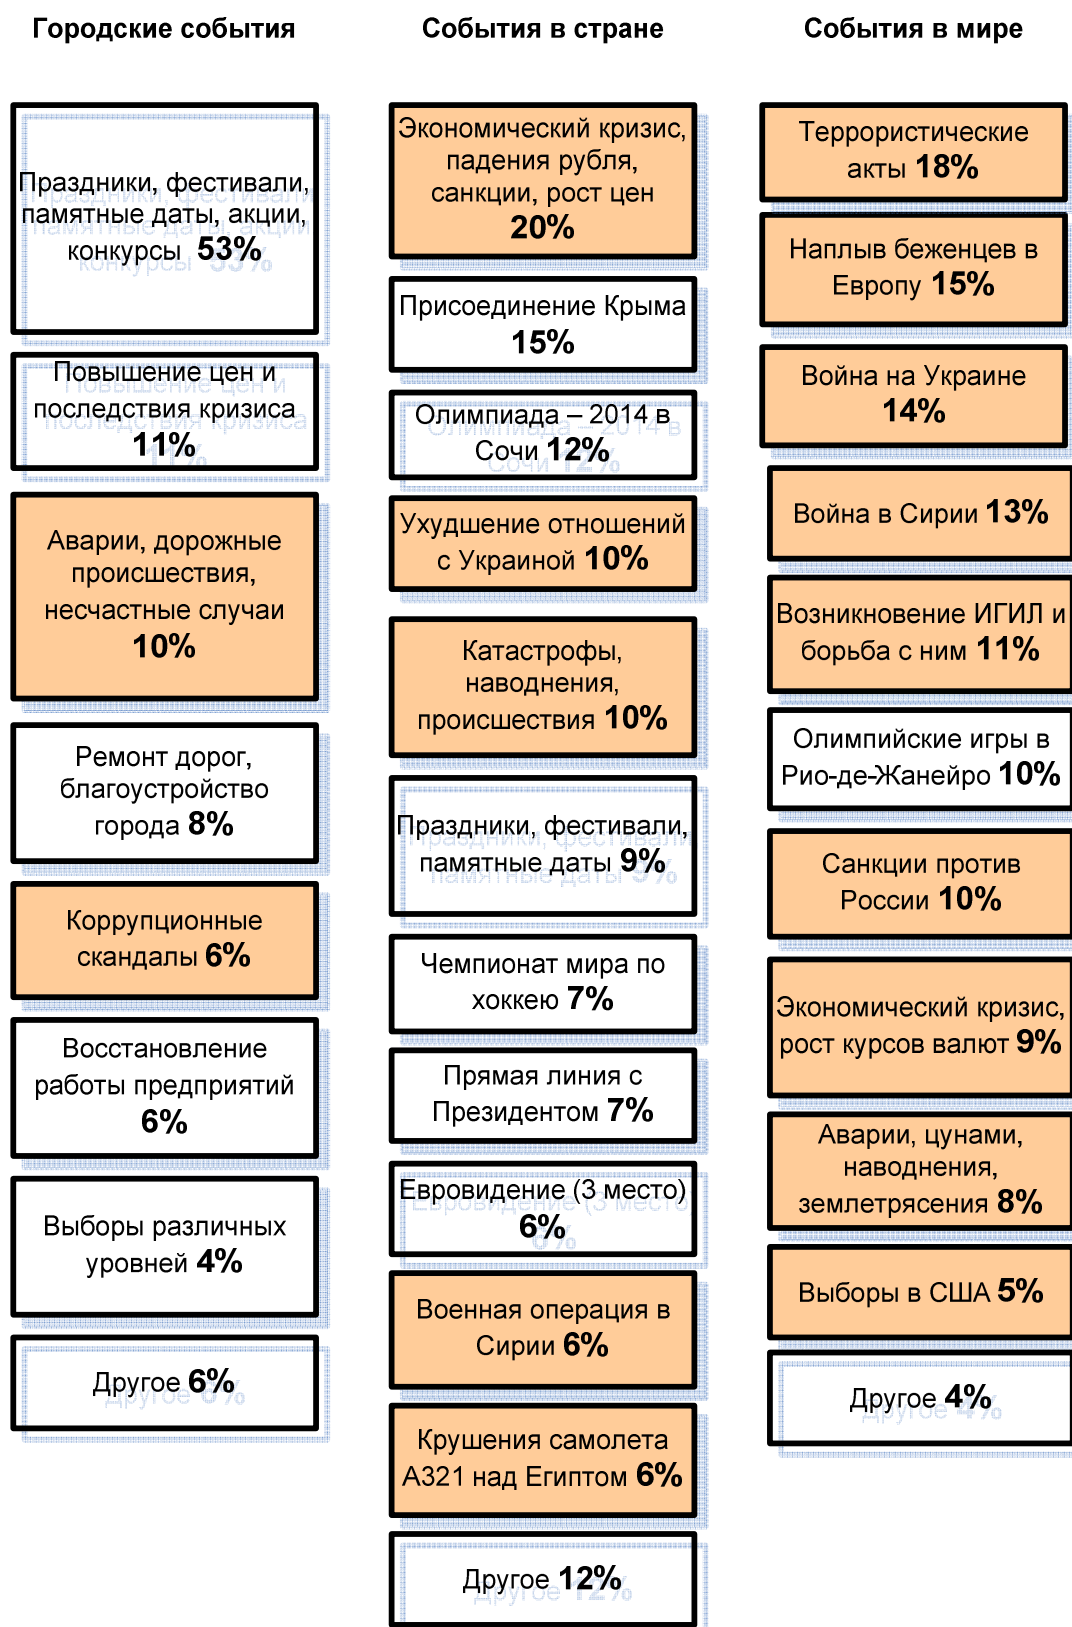 Городские события
Праздники, фестивали,
памятные даты, акции,
конкурсы 53%
Повышение цен и
последствия кризиса
11%
Аварии, дорожные
происшествия,
несчастные случаи
10%
Ремонт дорог,
благоустройство
города 8%
Коррупционные
скандалы 6%
Восстановление
работы предприятий
6%
Выборы различных
уровней 4%
Другое 6%
События в стране
Экономический кризис,
падения рубля,
санкции, рост цен
20%
Присоединение Крыма
15%
Олимпиада – 2014 в
Сочи 12%
Ухудшение отношений
с Украиной 10%
Катастрофы,
наводнения,
происшествия 10%
Праздники, фестивали,
памятные даты 9%
Чемпионат мира по
хоккею 7%
Прямая линия с
Президентом 7%
Евровидение (3 место)
6%
Военная операция в
Сирии 6%
Крушения самолета
А321 над Египтом 6%
Другое 12%
События в мире
Террористические
акты 18%
Наплыв беженцев в
Европу 15%
Война на Украине
14%
Война в Сирии 13%
Возникновение ИГИЛ и
борьба с ним 11%
Олимпийские игры в
Рио-де-Жанейро 10%
Санкции против
России 10%
Экономический кризис,
рост курсов валют 9%
Аварии, цунами,
наводнения,
землетрясения 8%
Выборы в США 5%
Другое 4%